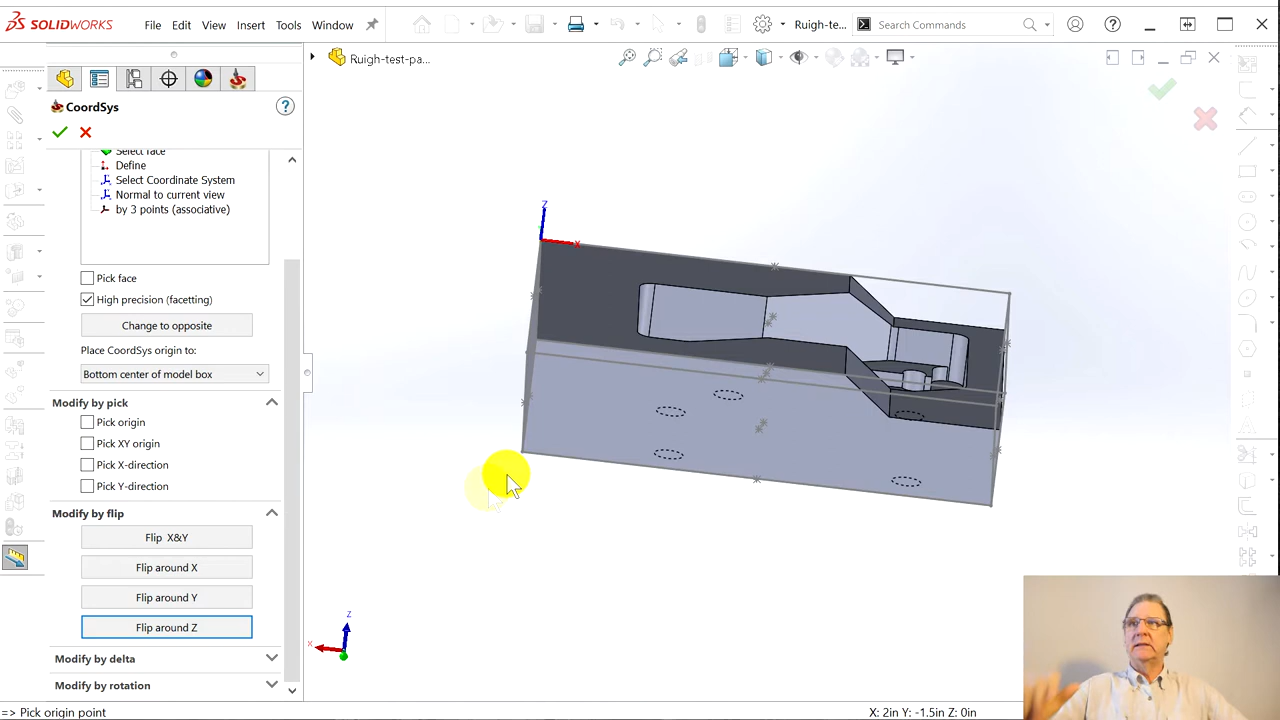 SOLIDWORKS File Edit View Insert Tools Window Ruigh-te... Search Commands
Ruigh-test-pa...
CoordSys
Select face
Define
Select Coordinate System
Normal to current view
by 3 points (associative)
Pick face
High precision (facetting)
Change to opposite
Place CoordSys origin to:
Bottom center of model box
Modify by pick
Pick origin
Pick XY origin
Pick X-direction
Pick Y-direction
Modify by flip
Flip X&Y
Flip around X
Flip around Y
Flip around Z
Modify by delta
Modify by rotation
Z
X
Z
X
=> Pick origin point X: 2in Y: -1.5in Z: 0in